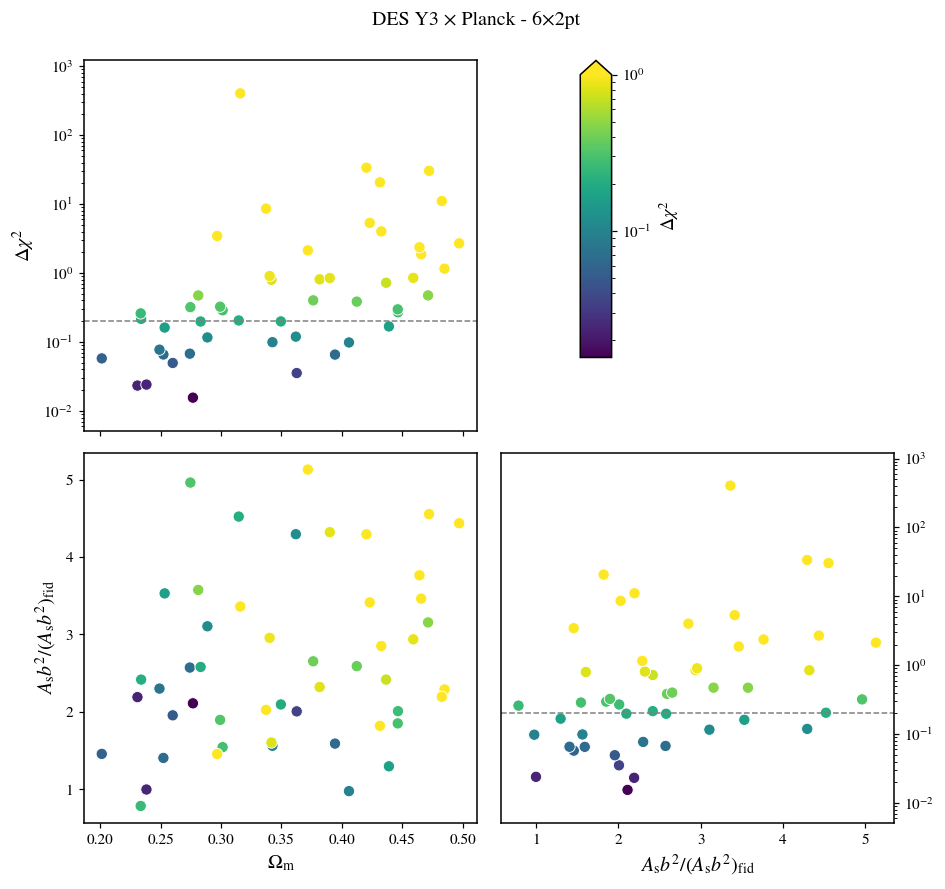 DES Y3 × Planck - 6×2pt
10³
10²
10¹
10⁰
10⁻¹
10⁻²
Δχ²
10⁰
10⁻¹
Δχ²
5
4
3
2
1
A_s b²/(A_s b²)_fid
0.20 0.25 0.30 0.35 0.40 0.45 0.50
Ω_m
10³
10²
10¹
10⁰
10⁻¹
10⁻²
1 2 3 4 5
A_s b²/(A_s b²)_fid